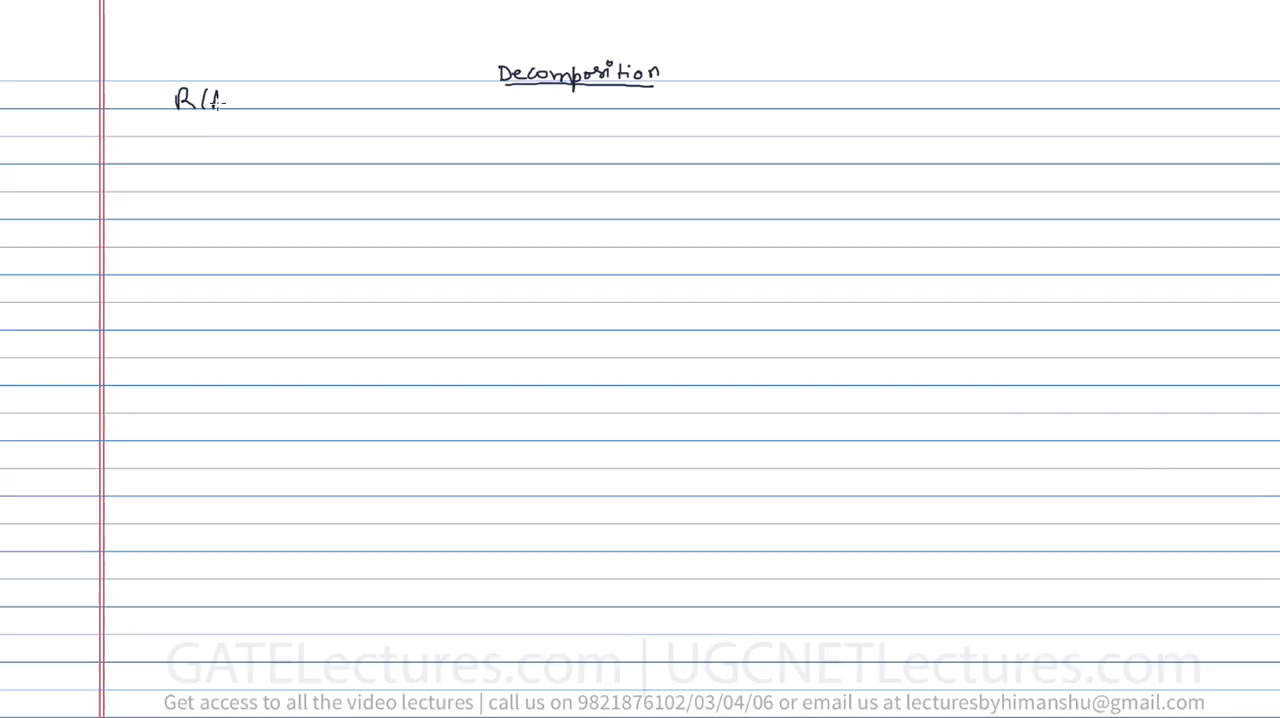 Decomposition
R(A
GATELectures.com | UGCNETLectures.com
Get access to all the video lectures | call us on 9821876102/03/04/06 or email us at lecturesbyhimanshu@gmail.com